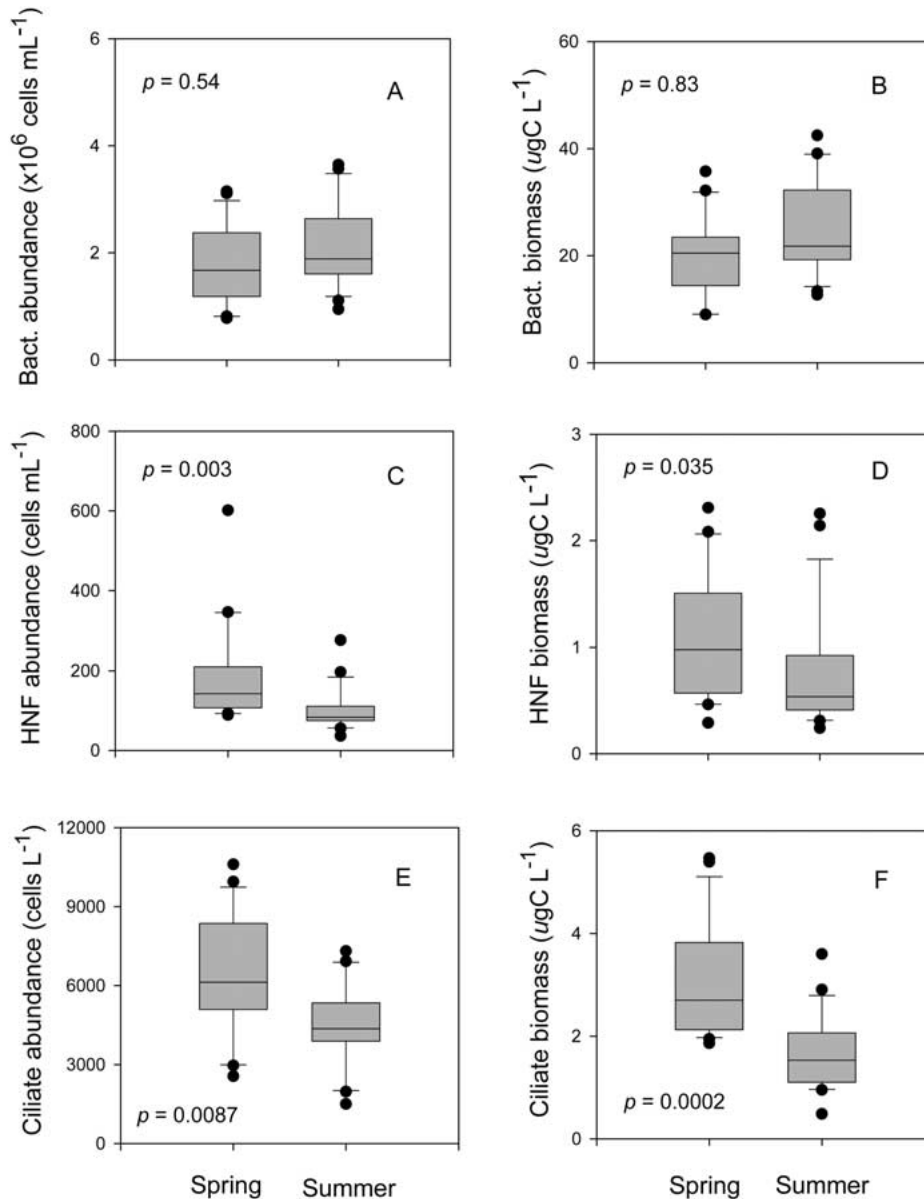 Bact. abundance (x10⁶ cells mL⁻¹)
6
4
2
0
p = 0.54
A
Bact. biomass (ugC L⁻¹)
60
40
20
0
p = 0.83
B
HNF abundance (cells mL⁻¹)
800
600
400
200
0
p = 0.003
C
HNF biomass (ugC L⁻¹)
3
2
1
0
p = 0.035
D
Ciliate abundance (cells L⁻¹)
12000
9000
6000
3000
0
p = 0.0087
E
Ciliate biomass (ugC L⁻¹)
6
4
2
0
p = 0.0002
F
Spring Summer
Spring Summer